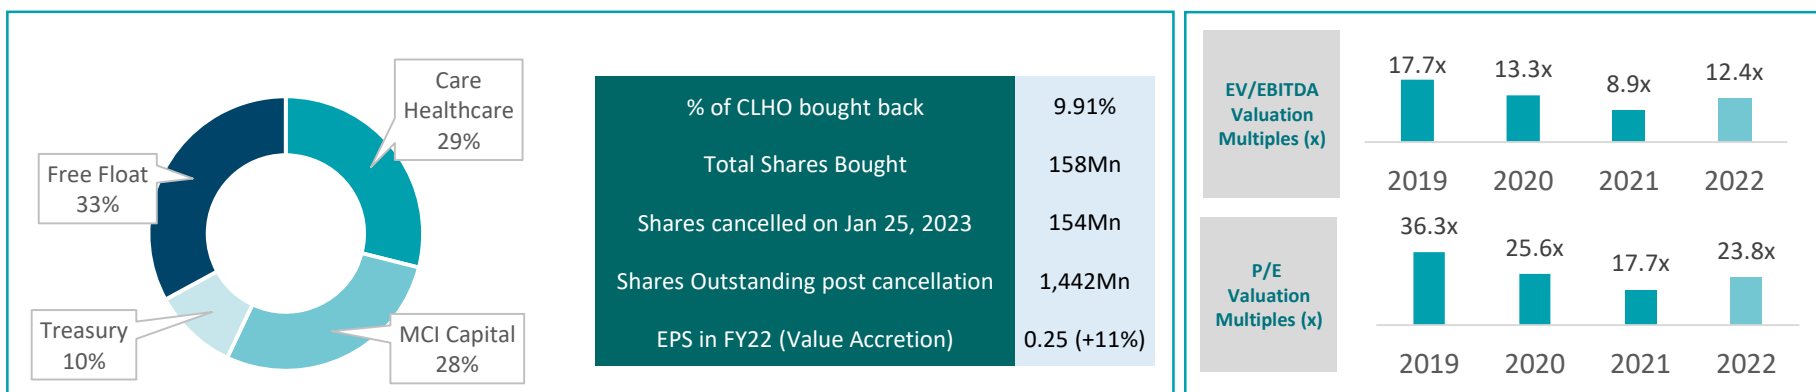 Care
Healthcare
29%
Free Float
33%
Treasury
10%
MCI Capital
28%
% of CLHO bought back 9.91%
Total Shares Bought 158Mn
Shares cancelled on Jan 25, 2023 154Mn
Shares Outstanding post cancellation 1,442Mn
EPS in FY22 (Value Accretion) 0.25 (+11%)
EV/EBITDA
Valuation
Multiples (x)
17.7x 13.3x 8.9x 12.4x
2019 2020 2021 2022
P/E
Valuation
Multiples (x)
36.3x 25.6x 17.7x 23.8x
2019 2020 2021 2022